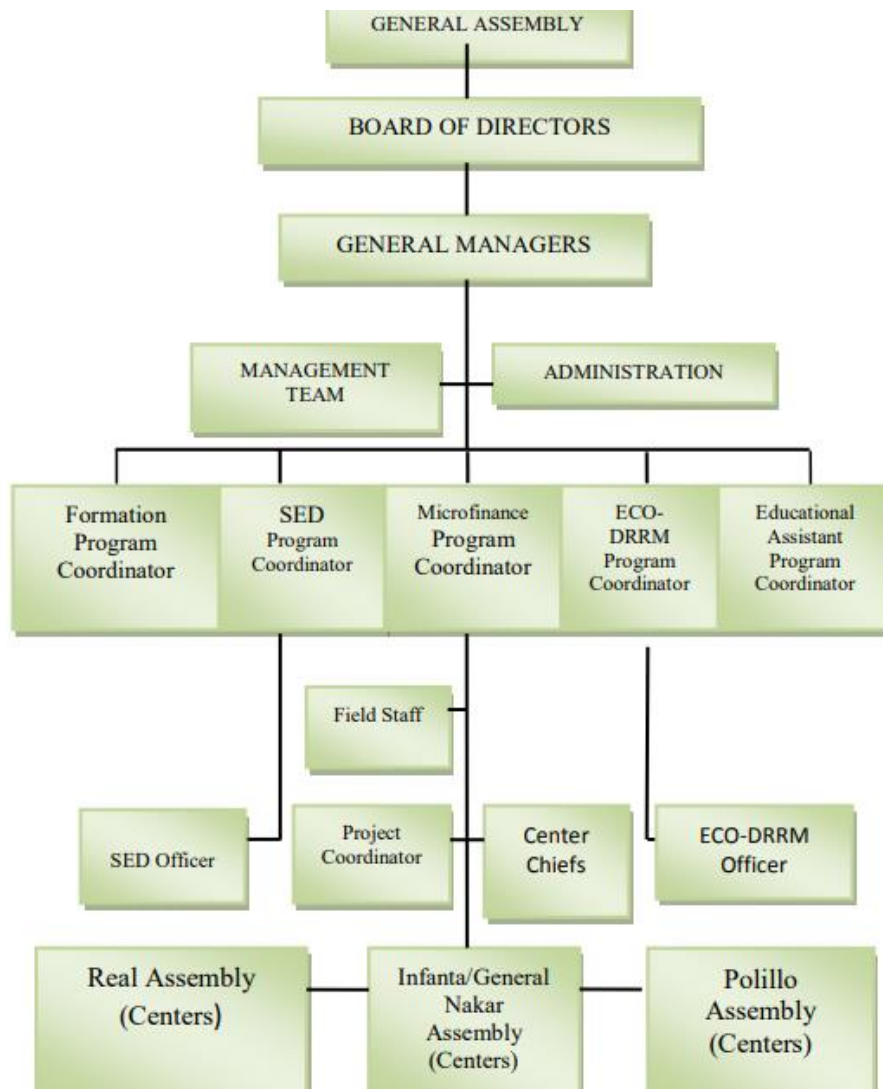 GENERAL ASSEMBLY
BOARD OF DIRECTORS
GENERAL MANAGERS
MANAGEMENT
TEAM
ADMINISTRATION
Formation
Program
Coordinator
SED
Program
Coordinator
Microfinance
Program
Coordinator
ECO-
DRRM
Program
Coordinator
Educational
Assistant
Program
Coordinator
Field Staff
SED Officer
Project
Coordinator
Center
Chiefs
ECO-DRRM
Officer
Real Assembly
(Centers)
Infanta/General
Nakar
Assembly
(Centers)
Polillo
Assembly
(Centers)